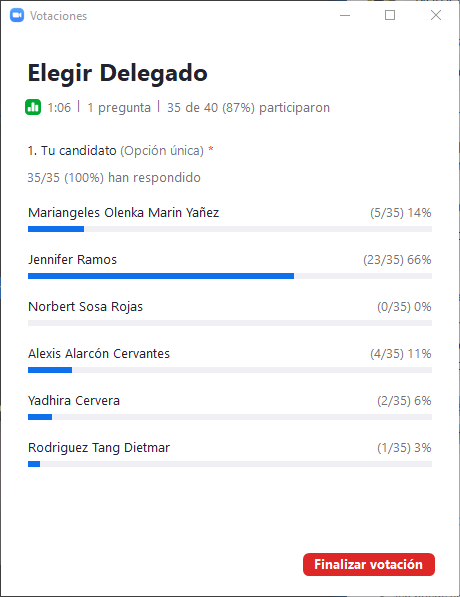 Votaciones
Elegir Delegado
1:06 | 1 pregunta | 35 de 40 (87%) participaron
1. Tu candidato (Opción única) *
35/35 (100%) han respondido
Mariangeles Olenka Marin Yañez (5/35) 14%
Jennifer Ramos (23/35) 66%
Norbert Sosa Rojas (0/35) 0%
Alexis Alarcón Cervantes (4/35) 11%
Yadhira Cervera (2/35) 6%
Rodriguez Tang Dietmar (1/35) 3%
Finalizar votación